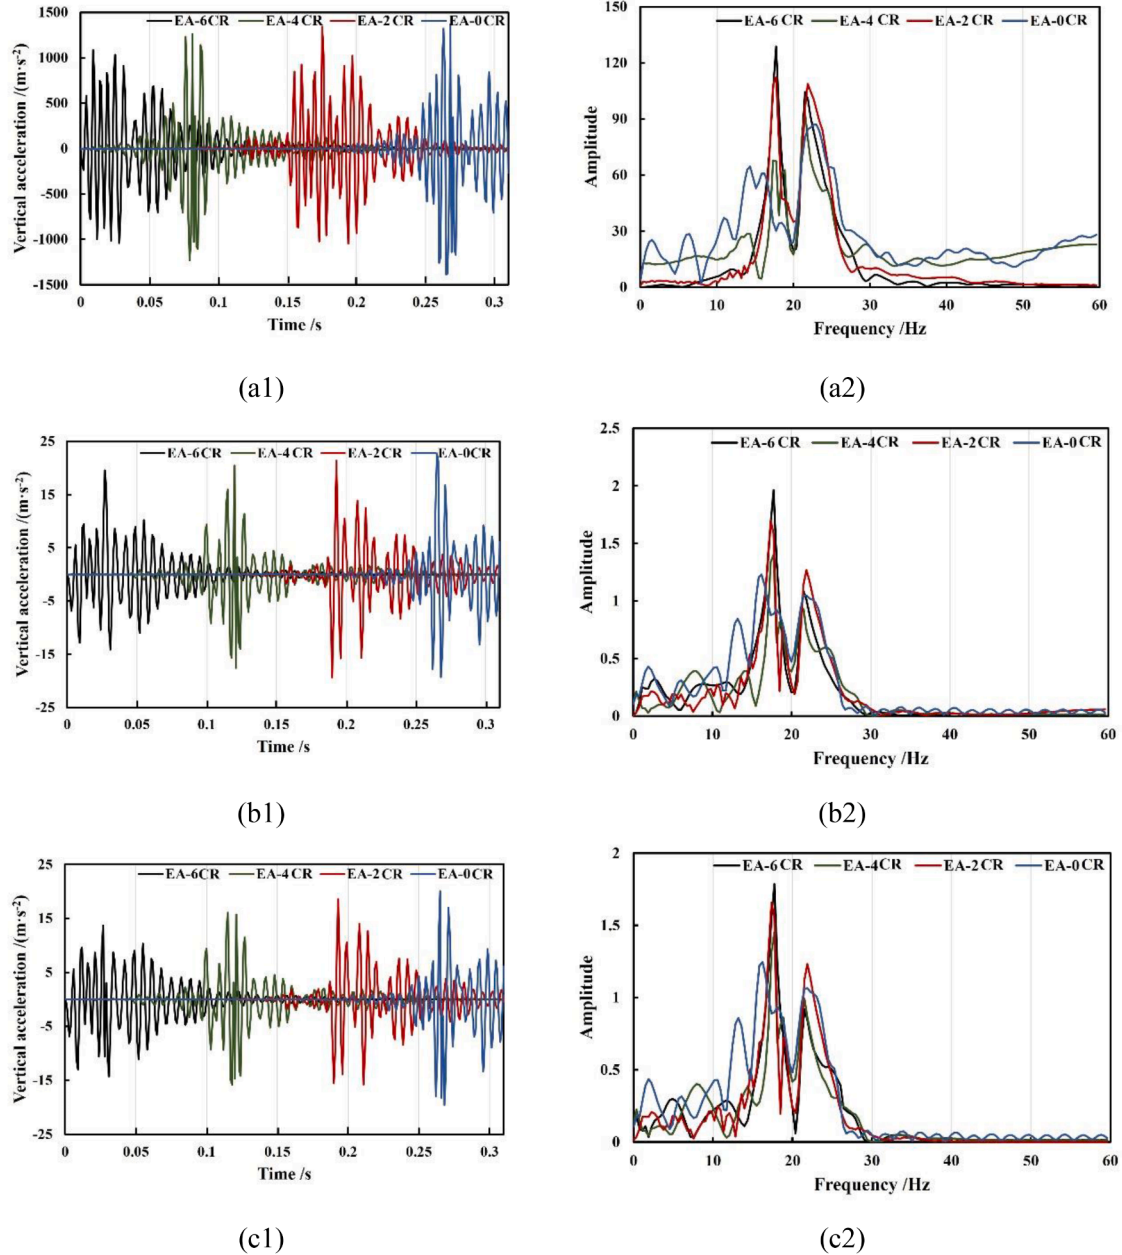 EA-6CR EA-4CR EA-2CR EA-0CR
Vertical acceleration /(m·s-2)
1500
1000
500
0
-500
-1000
-1500
0 0.05 0.1 0.15 0.2 0.25 0.3
Time /s
(a1)
EA-6CR EA-4 CR EA-2CR EA-0CR
Amplitude
150
120
90
60
30
0
0 10 20 30 40 50 60
Frequency /Hz
(a2)
EA-6CR EA-4CR EA-2CR EA-0CR
Vertical acceleration /(m·s-2)
25
15
5
-5
-15
-25
0 0.05 0.1 0.15 0.2 0.25 0.3
Time /s
(b1)
EA-6CR EA-4CR EA-2CR EA-0CR
Amplitude
2.5
2
1.5
1
0.5
0
0 10 20 30 40 50 60
Frequency /Hz
(b2)
EA-6CR EA-4CR EA-2CR EA-0CR
Vertical acceleration /(m·s-2)
25
15
5
-5
-15
-25
0 0.05 0.1 0.15 0.2 0.25 0.3
Time /s
(c1)
EA-6CR EA-4CR EA-2CR EA-0CR
Amplitude
2
1.5
1
0.5
0
0 10 20 30 40 50 60
Frequency /Hz
(c2)